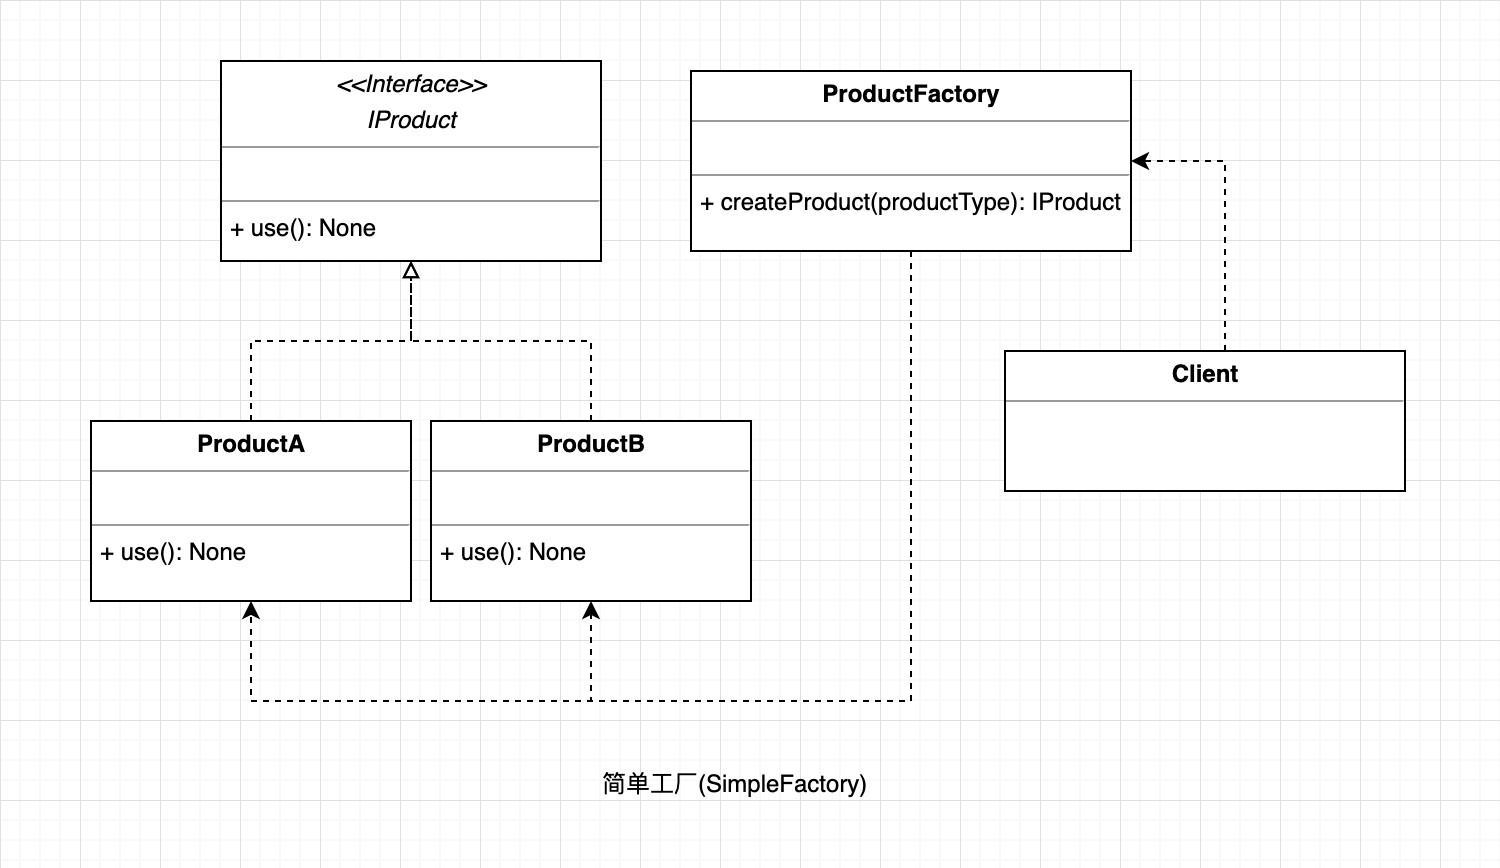 <<Interface>>
IProduct
+ use(): None
ProductFactory
+ createProduct(productType): IProduct
Client
ProductA
+ use(): None
ProductB
+ use(): None
简单工厂(SimpleFactory)